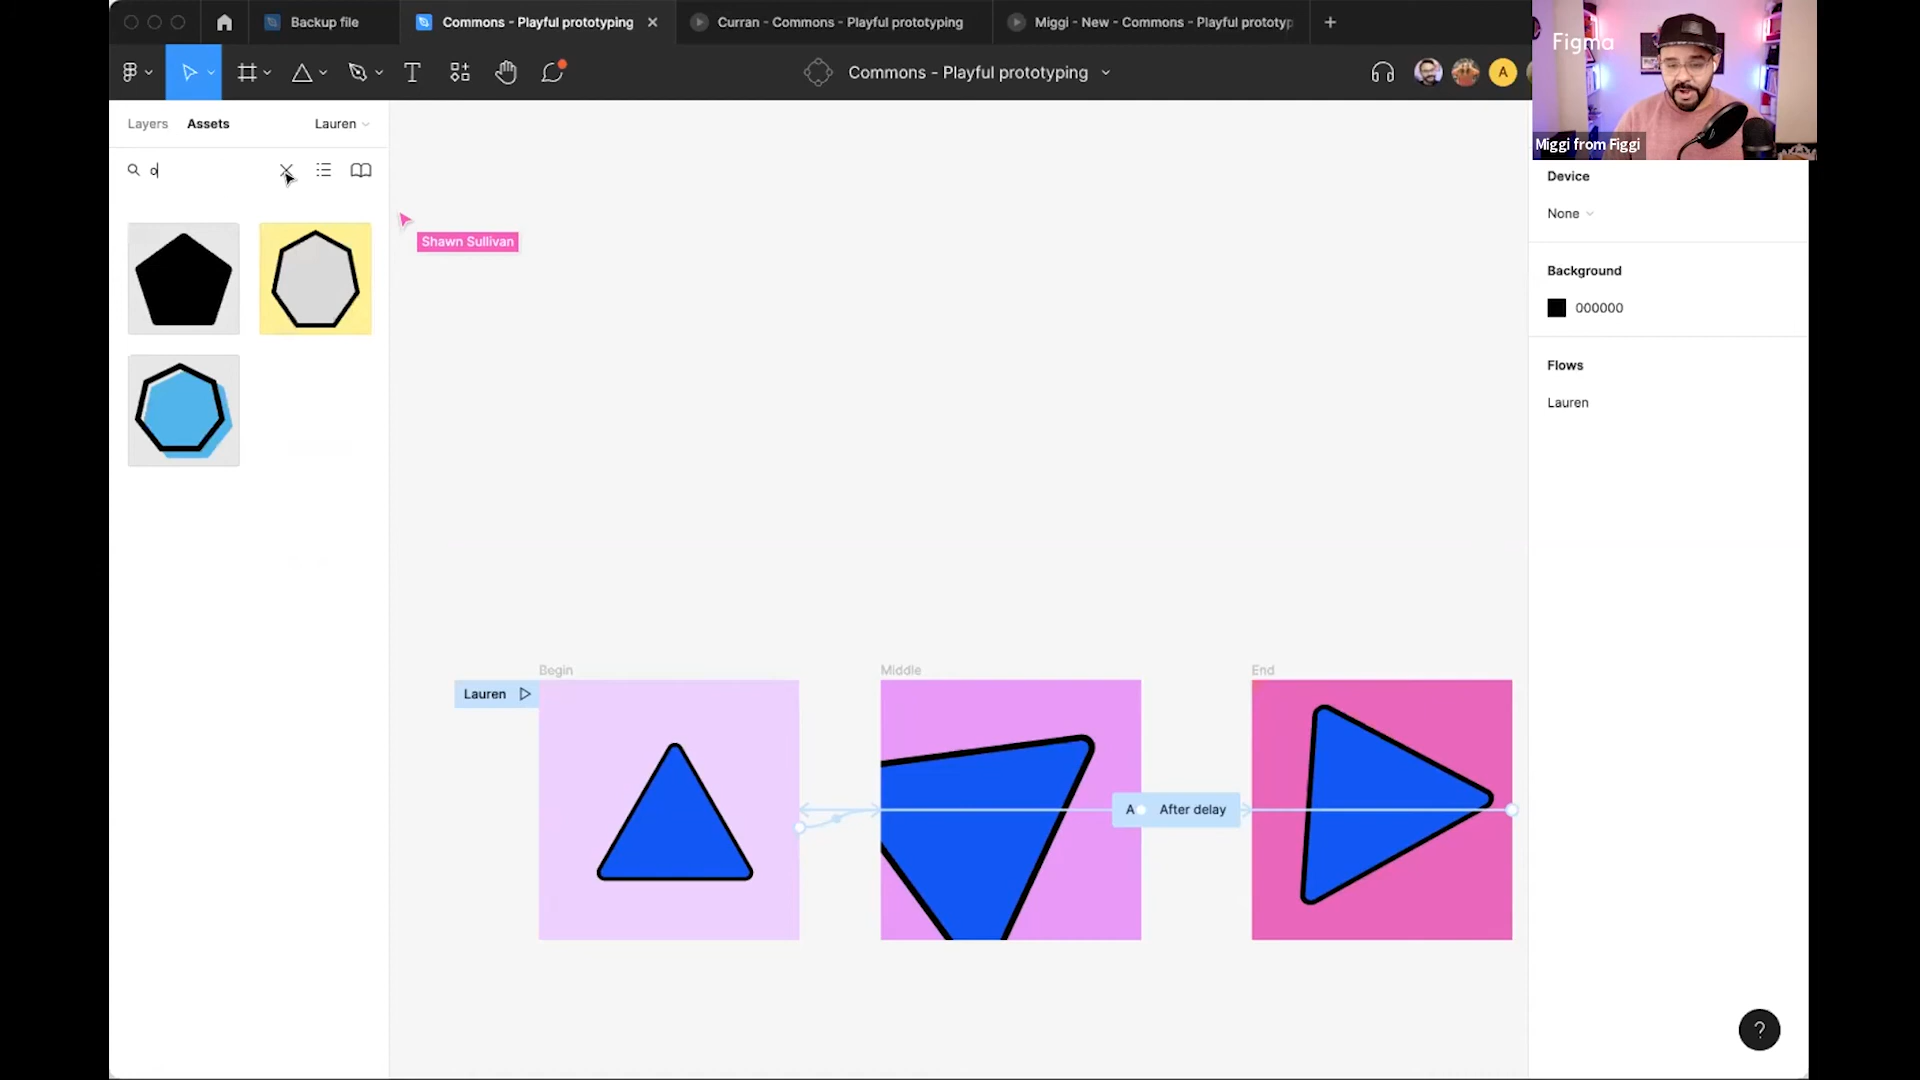 Backup file
Commons - Playful prototyping
Curran - Commons - Playful prototyping
Miggi - New - Commons - Playful prototyp
Figma
Commons - Playful prototyping
A
Miggi from Figgi
Layers
Assets
Lauren
o
Shawn Sullivan
Device
None
Background
000000
Flows
Lauren
Begin
Middle
End
Lauren
A
After delay
?